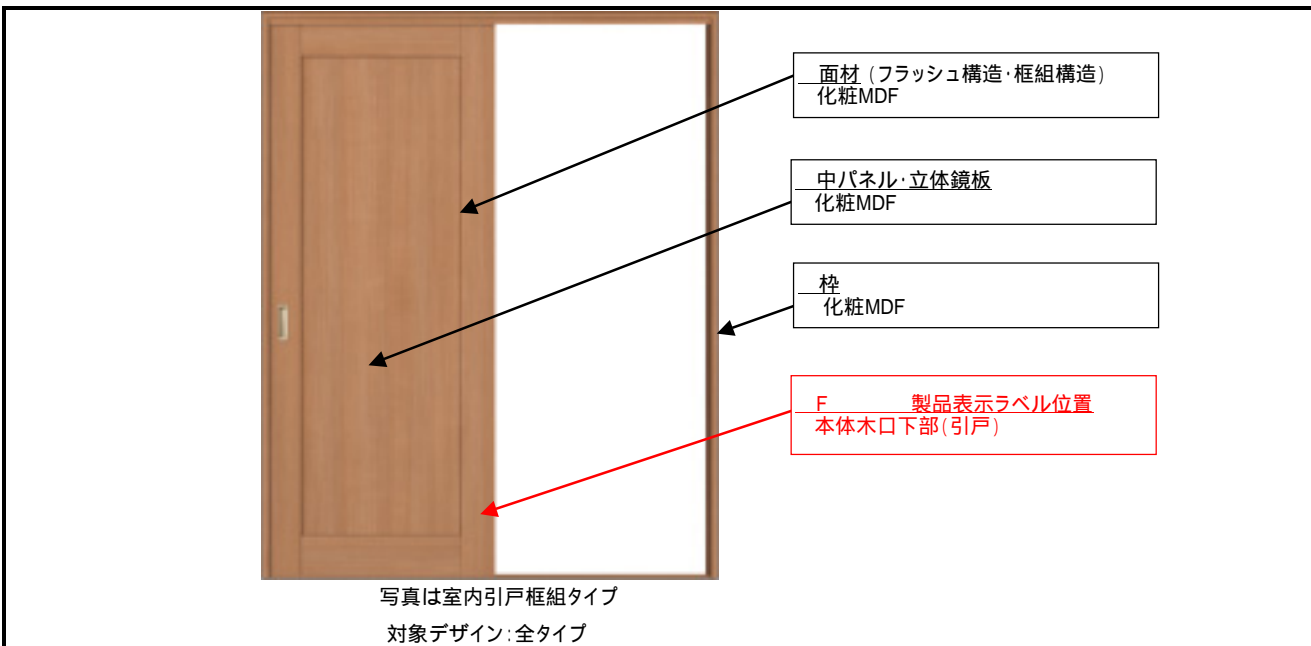 面材 (フラッシュ構造・框組構造)
化粧MDF
中パネル・立体鏡板
化粧MDF
枠
化粧MDF
F 製品表示ラベル位置
本体木口下部(引戸)
写真は室内引戸框組タイプ
対象デザイン:全タイプ